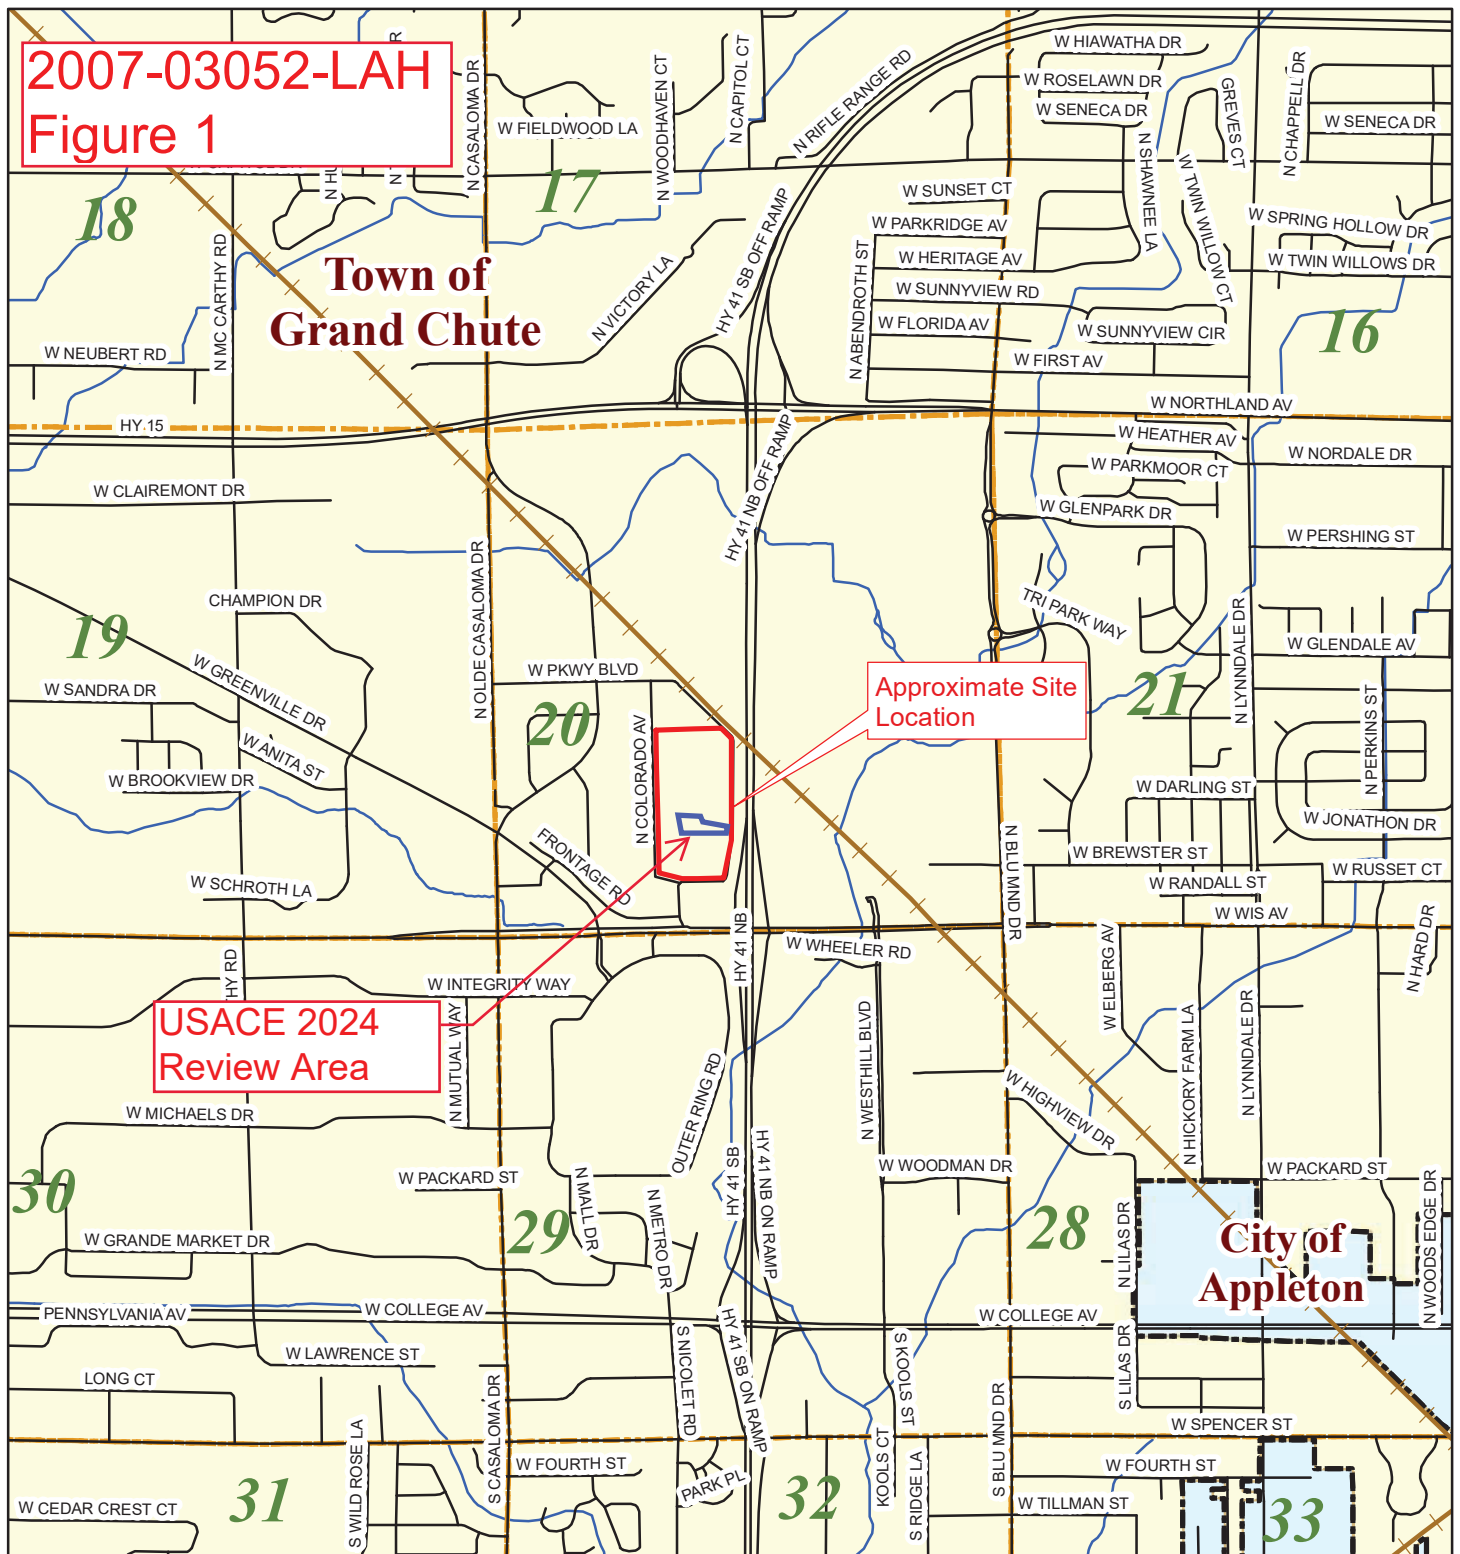 2007-03052-LAH
Figure 1
W HIAWATHA DR
W ROSELAWN DR
W SENECA DR
W SENECA DR
GREVES CT
N CHAPPELL DR
N SHAWNEE LA
W TWIN WILLOW CT
N CASALOMA DR
W FIELDWOOD LA
N WOODHAVEN CT
N CAPITOL CT
N RIFLE RANGE RD
18
17
N HU
W SUNSET CT
W PARKRIDGE AV
W HERITAGE AV
W SUNNYVIEW RD
W FLORIDA AV
W SUNNYVIEW CIR
W FIRST AV
W SPRING HOLLOW DR
W TWIN WILLOWS DR
16
N ABENDROTH ST
HY 41 SB OFF RAMP
N VICTORY LA
N MC CARTHY RD
Town of
Grand Chute
W NEUBERT RD
HY 15
W NORTHLAND AV
W HEATHER AV
W NORDALE DR
W PARKMOOR CT
W GLENPARK DR
W PERSHING ST
HY 41 NB OFF RAMP
W CLAIREMONT DR
N OLDE CASALOMA DR
CHAMPION DR
19
W GREENVILLE DR
W SANDRA DR
W ANITA ST
W BROOKVIEW DR
W PKWY BLVD
20
N COLORADO AV
Approximate Site
Location
TRI PARK WAY
21
N LYNNDALE DR
W GLENDALE AV
N PERKINS ST
W DARLING ST
W JONATHON DR
W BREWSTER ST
W RANDALL ST
W RUSSET CT
W WIS AV
N BLU MND DR
FRONTAGE RD
W SCHROTH LA
HY 41 NB
W WHEELER RD
W ELBERG AV
N HARD DR
THY RD
W INTEGRITY WAY
USACE 2024
Review Area
N MUTUAL WAY
N WESTHILL BLVD
N HICKORY FARM LA
N LYNNDALE DR
W HIGHVIEW DR
OUTER RING RD
W MICHAELS DR
HY 41 SB
HY 41 NB ON RAMP
W WOODMAN DR
W PACKARD ST
W PACKARD ST
30
29
28
N MALL DR
N METRO DR
N LILAS DR
N WOODS EDGE DR
City of
Appleton
W GRANDE MARKET DR
PENNSYLVANIA AV
W COLLEGE AV
W COLLEGE AV
W LAWRENCE ST
LONG CT
S NICOLET RD
HY 41 SB ON RAMP
S KOOLS ST
S LILAS DR
S CASALOMA DR
S BLU MND DR
W SPENCER ST
S WILD ROSE LA
W FOURTH ST
W FOURTH ST
PARK PL
KOOLS CT
S RIDGE LA
W TILLMAN ST
31
32
33
W CEDAR CREST CT